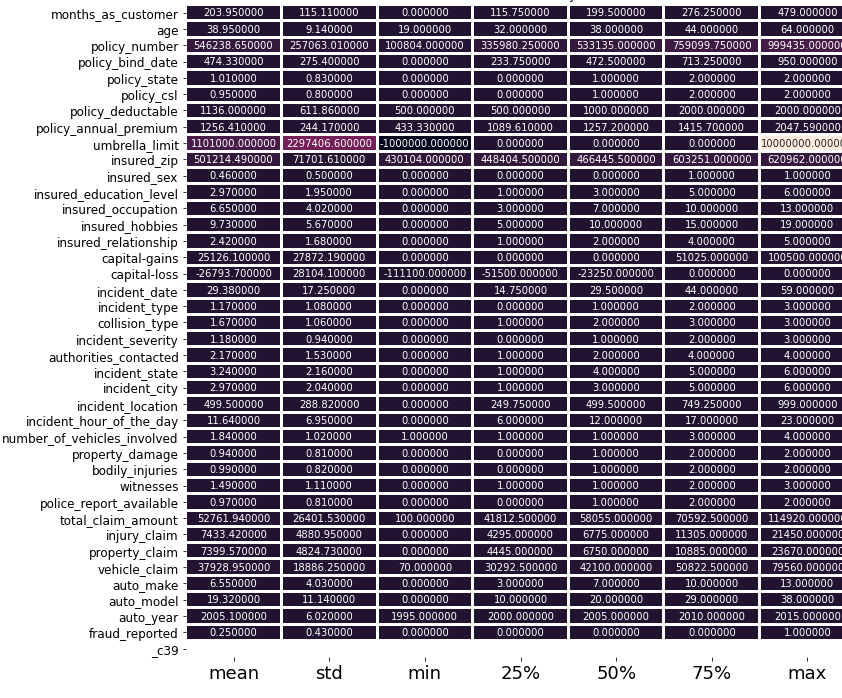 months_as_customer 203.950000 115.110000 0.000000 115.750000 199.500000 276.250000 479.000000
age 38.950000 9.140000 19.000000 32.000000 38.000000 44.000000 64.000000
policy_number 546238.650000 257063.010000 100804.000000 335980.250000 533135.000000 759099.750000 999435.000000
policy_bind_date 474.330000 275.400000 0.000000 233.750000 472.500000 713.250000 950.000000
policy_state 1.010000 0.830000 0.000000 0.000000 1.000000 2.000000 2.000000
policy_csl 0.950000 0.800000 0.000000 0.000000 1.000000 2.000000 2.000000
policy_deductable 1136.000000 611.860000 500.000000 500.000000 1000.000000 2000.000000 2000.000000
policy_annual_premium 1256.410000 244.170000 433.330000 1089.610000 1257.200000 1415.700000 2047.590000
umbrella_limit 1101000.000000 2297406.600000 -1000000.000000 0.000000 0.000000 0.000000 10000000.00000
insured_zip 501214.490000 71701.610000 430104.000000 448404.500000 466445.500000 603251.000000 620962.000000
insured_sex 0.460000 0.500000 0.000000 0.000000 0.000000 1.000000 1.000000
insured_education_level 2.970000 1.950000 0.000000 1.000000 3.000000 5.000000 6.000000
insured_occupation 6.650000 4.020000 0.000000 3.000000 7.000000 10.000000 13.000000
insured_hobbies 9.730000 5.670000 0.000000 5.000000 10.000000 15.000000 19.000000
insured_relationship 2.420000 1.680000 0.000000 1.000000 2.000000 4.000000 5.000000
capital-gains 25126.100000 27872.190000 0.000000 0.000000 0.000000 51025.000000 100500.000000
capital-loss -26793.700000 28104.100000 -111100.000000 -51500.000000 -23250.000000 0.000000 0.000000
incident_date 29.380000 17.250000 0.000000 14.750000 29.500000 44.000000 59.000000
incident_type 1.170000 1.080000 0.000000 0.000000 1.000000 2.000000 3.000000
collision_type 1.670000 1.060000 0.000000 1.000000 2.000000 3.000000 3.000000
incident_severity 1.180000 0.940000 0.000000 0.000000 1.000000 2.000000 3.000000
authorities_contacted 2.170000 1.530000 0.000000 1.000000 2.000000 4.000000 4.000000
incident_state 3.240000 2.160000 0.000000 1.000000 4.000000 5.000000 6.000000
incident_city 2.970000 2.040000 0.000000 1.000000 3.000000 5.000000 6.000000
incident_location 499.500000 288.820000 0.000000 249.750000 499.500000 749.250000 999.000000
incident_hour_of_the_day 11.640000 6.950000 0.000000 6.000000 12.000000 17.000000 23.000000
number_of_vehicles_involved 1.840000 1.020000 1.000000 1.000000 1.000000 3.000000 4.000000
property_damage 0.940000 0.810000 0.000000 0.000000 1.000000 2.000000 2.000000
bodily_injuries 0.990000 0.820000 0.000000 0.000000 1.000000 2.000000 2.000000
witnesses 1.490000 1.110000 0.000000 1.000000 1.000000 2.000000 3.000000
police_report_available 0.970000 0.810000 0.000000 0.000000 1.000000 2.000000 2.000000
total_claim_amount 52761.940000 26401.530000 100.000000 41812.500000 58055.000000 70592.500000 114920.000000
injury_claim 7433.420000 4880.950000 0.000000 4295.000000 6775.000000 11305.000000 21450.000000
property_claim 7399.570000 4824.730000 0.000000 4445.000000 6750.000000 10885.000000 23670.000000
vehicle_claim 37928.950000 18886.250000 70.000000 30292.500000 42100.000000 50822.500000 79560.000000
auto_make 6.550000 4.030000 0.000000 3.000000 7.000000 10.000000 13.000000
auto_model 19.320000 11.140000 0.000000 10.000000 20.000000 29.000000 38.000000
auto_year 2005.100000 6.020000 1995.000000 2000.000000 2005.000000 2010.000000 2015.000000
fraud_reported 0.250000 0.430000 0.000000 0.000000 0.000000 0.000000 1.000000
_c39
mean std min 25% 50% 75% max